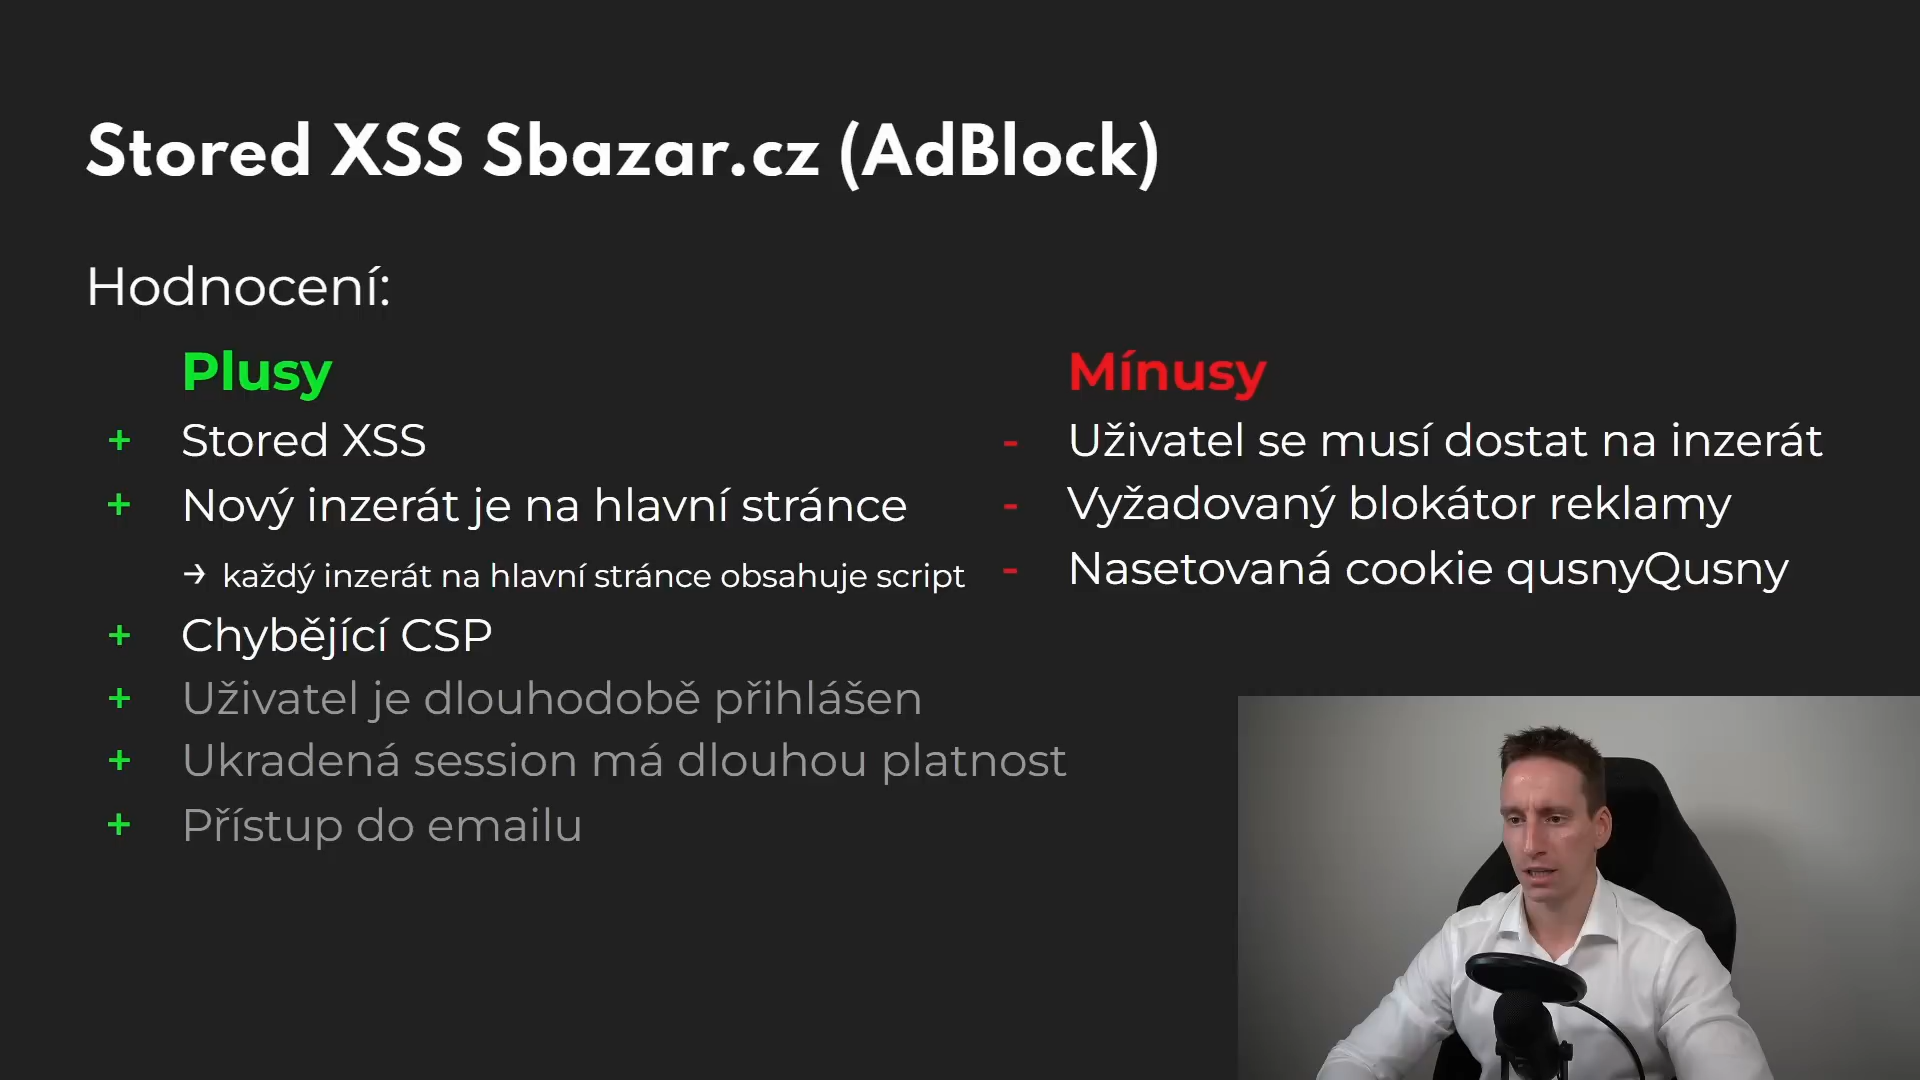 Stored XSS Sbazar.cz (AdBlock)
Hodnocení:
Plusy
+ Stored XSS
+ Nový inzerát je na hlavní stránce
→ každý inzerát na hlavní stránce obsahuje script
+ Chybějící CSP
+ Uživatel je dlouhodobě přihlášen
+ Ukradená session má dlouhou platnost
+ Přístup do emailu
Mínusy
- Uživatel se musí dostat na inzerát
- Vyžadovaný blokátor reklamy
- Nasetovaná cookie qusnyQusny